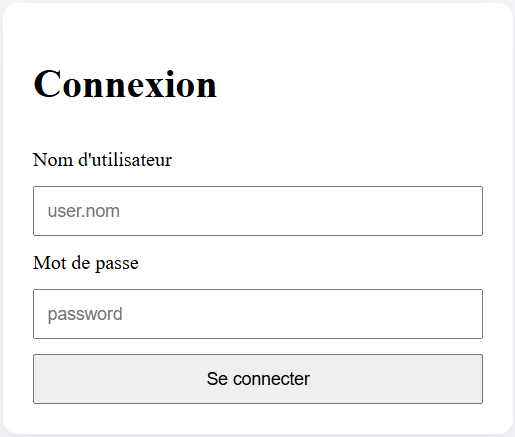 Connexion
Nom d'utilisateur
user.nom
Mot de passe
password
Se connecter